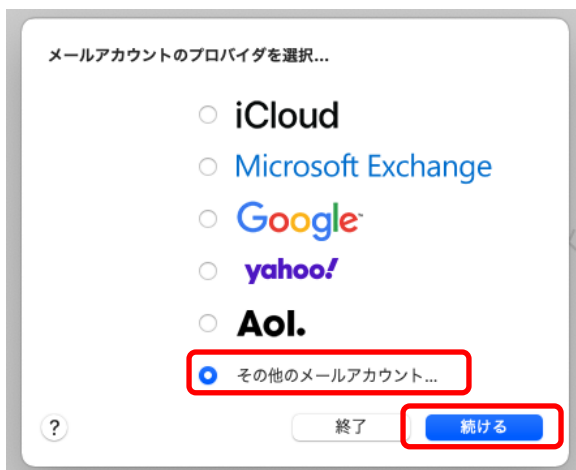 メールアカウントのプロバイダを選択...
iCloud
Microsoft Exchange
Google
yahoo!
Aol.
その他のメールアカウント...
? 終了 続ける